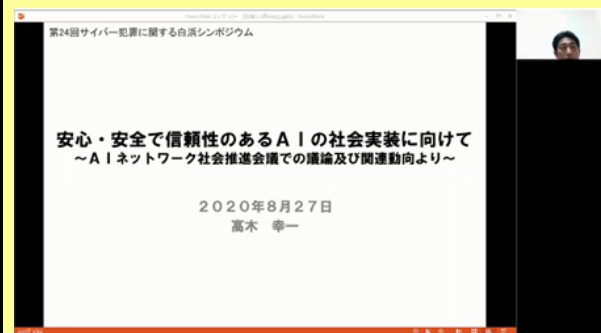 第24回サイバー犯罪に関する白浜シンポジウム
安心・安全で信頼性のあるＡＩの社会実装に向けて
～ＡＩネットワーク社会推進会議での議論及び関連動向より～
２０２０年８月２７日
高木　幸一